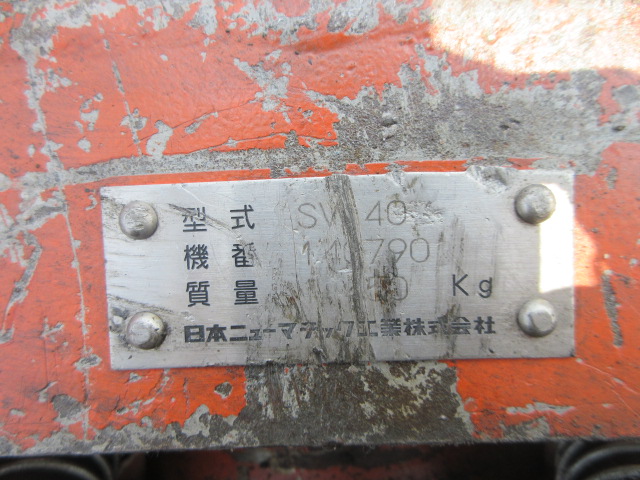 型式 SV 40
機番
質量 Kg
日本ニューマチック工業株式会社